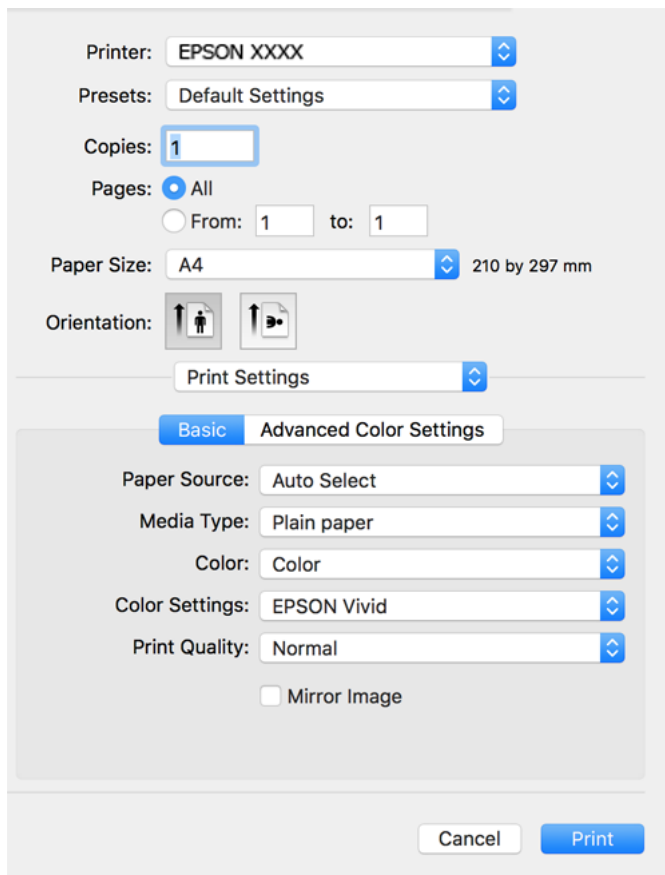 Printer: EPSON XXXX
Presets: Default Settings
Copies: 1
Pages: All
From: 1 to: 1
Paper Size: A4 210 by 297 mm
Orientation:
Print Settings
Basic Advanced Color Settings
Paper Source: Auto Select
Media Type: Plain paper
Color: Color
Color Settings: EPSON Vivid
Print Quality: Normal
Mirror Image
Cancel Print